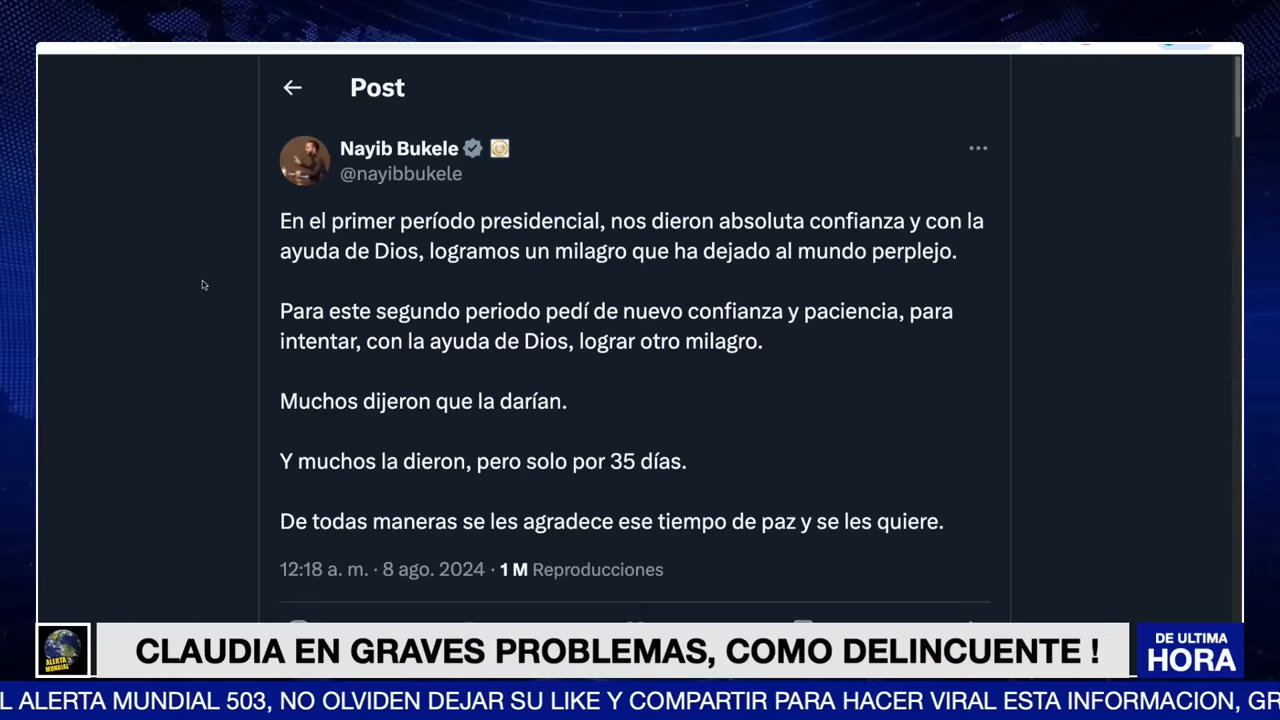 Post
Nayib Bukele
@nayibbukele
En el primer período presidencial, nos dieron absoluta confianza y con la
ayuda de Dios, logramos un milagro que ha dejado al mundo perplejo.
Para este segundo periodo pedí de nuevo confianza y paciencia, para
intentar, con la ayuda de Dios, lograr otro milagro.
Muchos dijeron que la darían.
Y muchos la dieron, pero solo por 35 días.
De todas maneras se les agradece ese tiempo de paz y se les quiere.
12:18 a. m. · 8 ago. 2024 · 1 M Reproducciones
ALERTA
MUNDIAL
CLAUDIA EN GRAVES PROBLEMAS, COMO DELINCUENTE !
DE ULTIMA
HORA
L ALERTA MUNDIAL 503, NO OLVIDEN DEJAR SU LIKE Y COMPARTIR PARA HACER VIRAL ESTA INFORMACION, GR